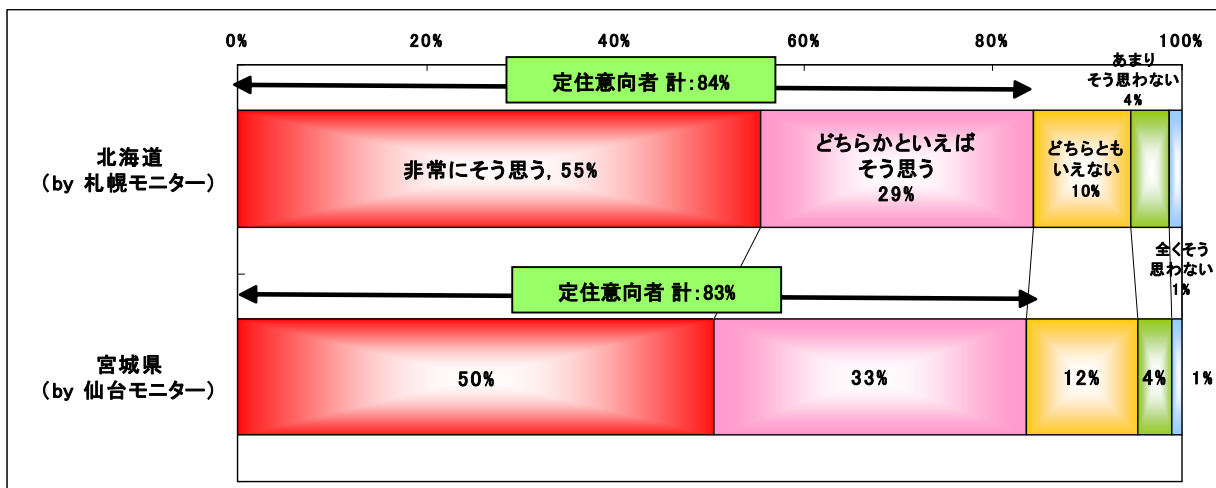 0% 20% 40% 60% 80% 100%
定住意向者 計:84%
あまり
そう思わない
4%
北海道
(by 札幌モニター)
非常にそう思う, 55%
どちらかといえば
そう思う
29%
どちらとも
いえない
10%
全くそう
思わない
1%
定住意向者 計:83%
宮城県
(by 仙台モニター)
50% 33% 12% 4% 1%